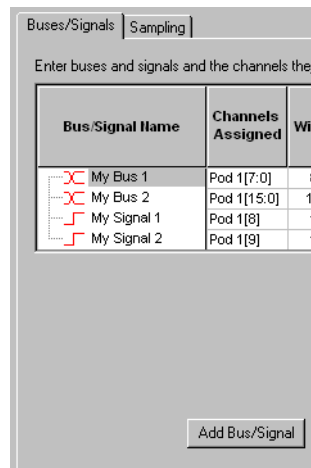 Buses/Signals Sampling
Enter buses and signals and the channels
Bus/Signal Name Channels Assigned
My Bus 1 Pod 1[7:0]
My Bus 2 Pod 1[15:0]
My Signal 1 Pod 1[8]
My Signal 2 Pod 1[9]
Add Bus/Signal